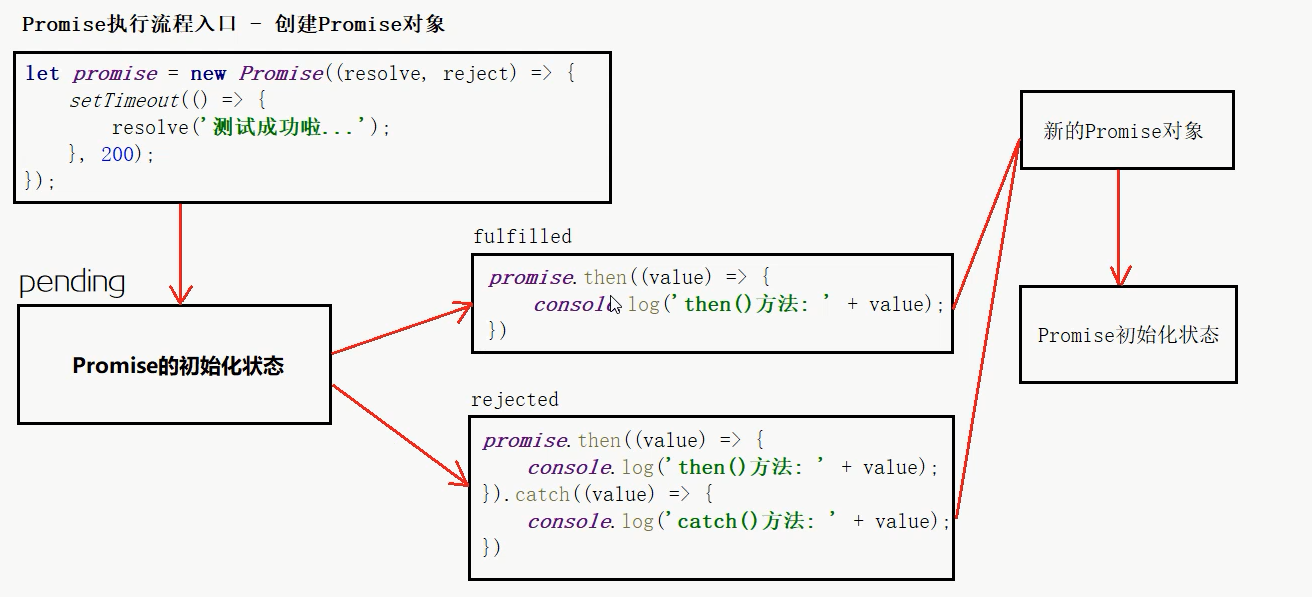 Promise执行流程入口 - 创建Promise对象
let promise = new Promise((resolve, reject) => {
setTimeout(() => {
resolve('测试成功啦...');
}, 200);
});
pending
Promise的初始化状态
fulfilled
promise.then((value) => {
console.log('then()方法: ' + value);
})
rejected
promise.then((value) => {
console.log('then()方法: ' + value);
}).catch((value) => {
console.log('catch()方法: ' + value);
})
新的Promise对象
Promise初始化状态